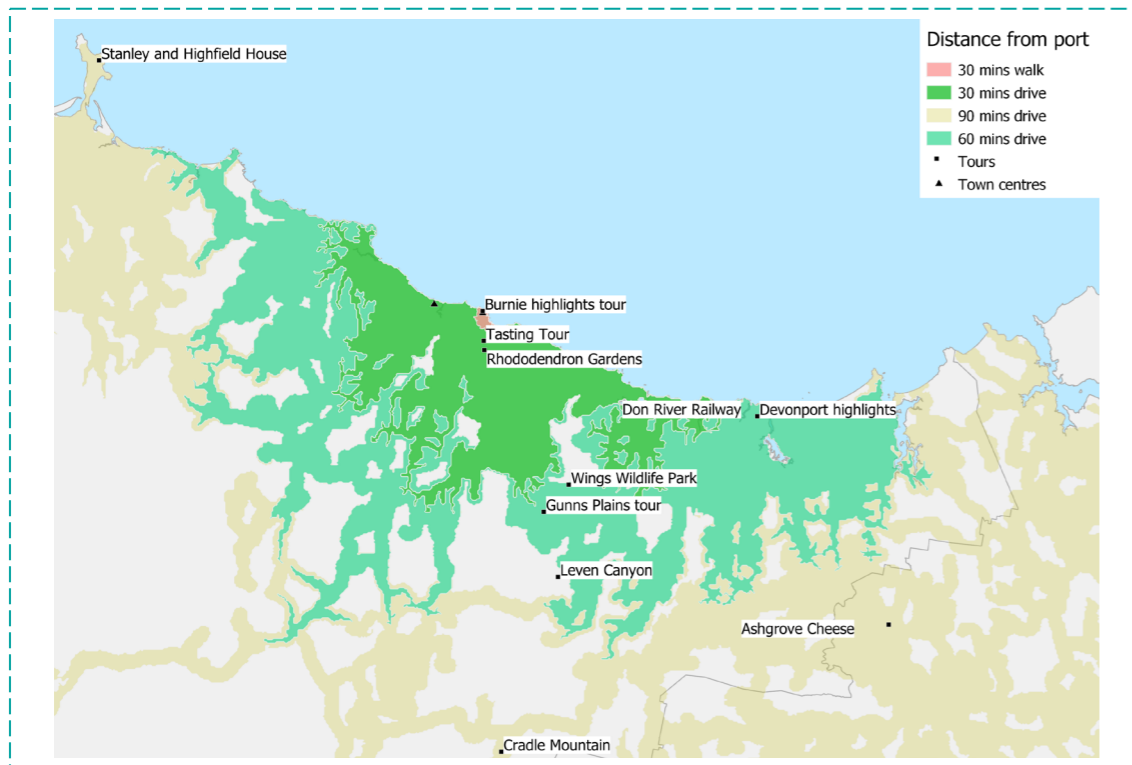 Stanley and Highfield House
Distance from port
30 mins walk
30 mins drive
90 mins drive
60 mins drive
Tours
Town centres
Burnie highlights tour
Tasting Tour
Rhododendron Gardens
Don River Railway
Devonport highlights
Wings Wildlife Park
Gunns Plains tour
Leven Canyon
Ashgrove Cheese
Cradle Mountain